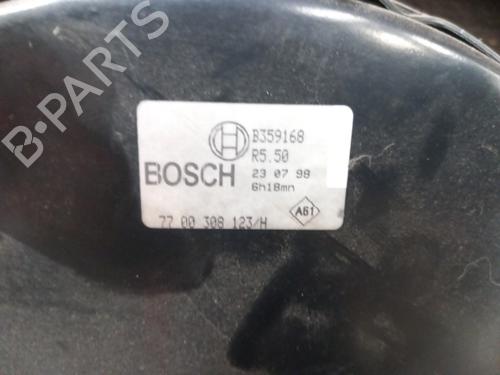 B359168
R5.50
BOSCH
23 07 98
6h18mn
A61
77 00 308 123/H
B-PARTS